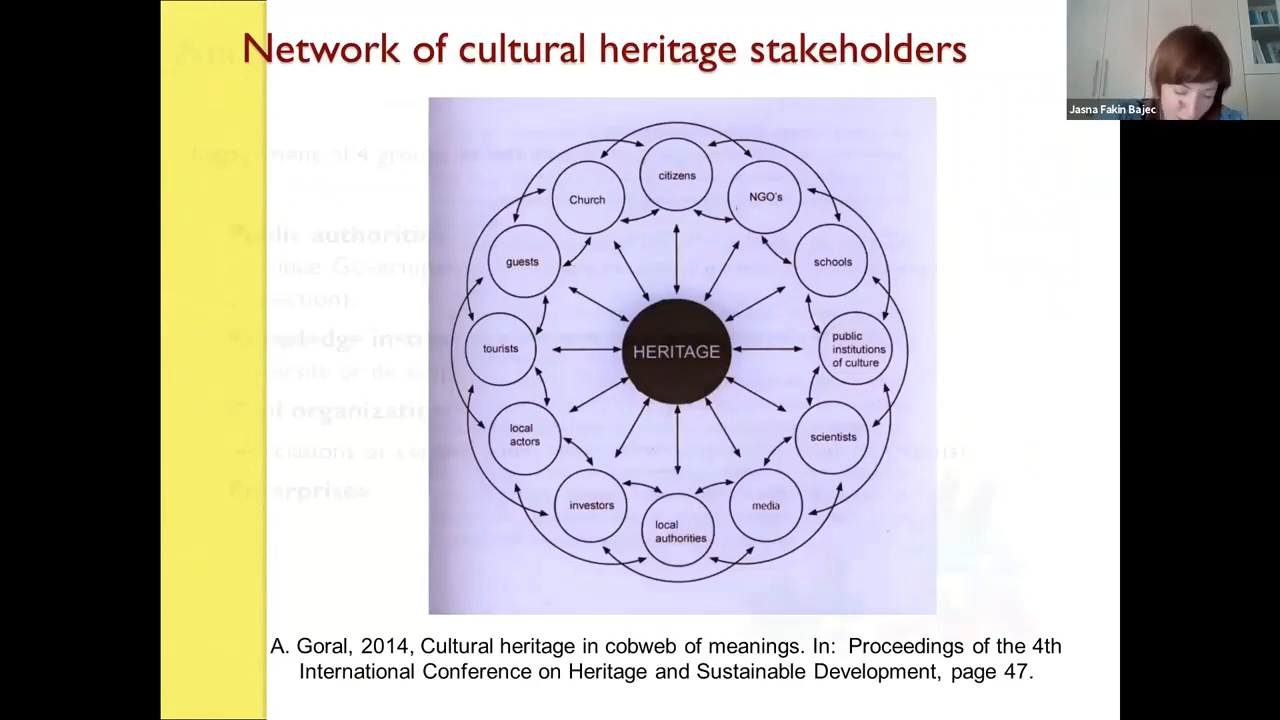 Network of cultural heritage stakeholders
Jasna Fakin Bajec
citizens
Church
NGO's
guests
schools
tourists
HERITAGE
public
institutions
of culture
local
actors
scientists
investors
media
local
authorities
A. Goral, 2014, Cultural heritage in cobweb of meanings. In: Proceedings of the 4th
International Conference on Heritage and Sustainable Development, page 47.